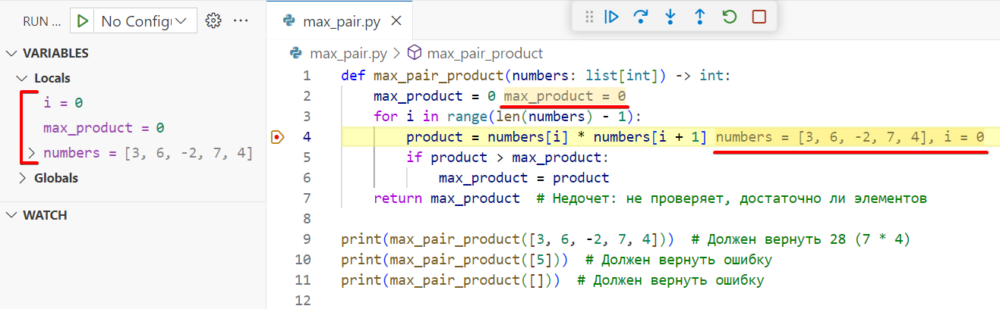 RUN ... No Config
VARIABLES
Locals
i = 0
max_product = 0
numbers = [3, 6, -2, 7, 4]
Globals
WATCH
max_pair.py
max_pair.py > max_pair_product
1 def max_pair_product(numbers: list[int]) -> int:
2 max_product = 0 max_product = 0
3 for i in range(len(numbers) - 1):
4 product = numbers[i] * numbers[i + 1] numbers = [3, 6, -2, 7, 4], i = 0
5 if product > max_product:
6 max_product = product
7 return max_product # Недочет: не проверяет, достаточно ли элементов
8
9 print(max_pair_product([3, 6, -2, 7, 4])) # Должен вернуть 28 (7 * 4)
10 print(max_pair_product([5])) # Должен вернуть ошибку
11 print(max_pair_product([])) # Должен вернуть ошибку
12